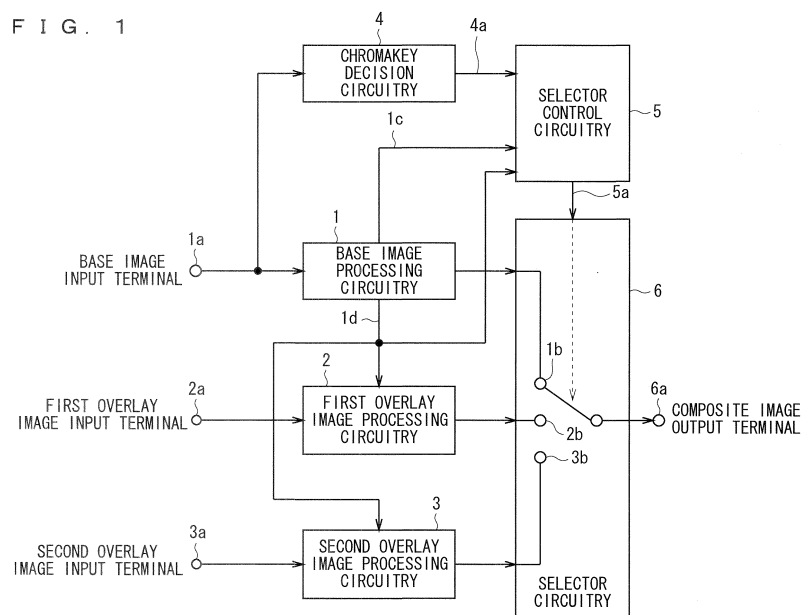 FIG. 1
4
4a
CHROMAKEY
DECISION
CIRCUITRY
SELECTOR
CONTROL
CIRCUITRY
5
1c
5a
1
1a
BASE IMAGE
INPUT TERMINAL
BASE IMAGE
PROCESSING
CIRCUITRY
6
1d
1b
2
2a
6a
FIRST OVERLAY
IMAGE INPUT TERMINAL
FIRST OVERLAY
IMAGE PROCESSING
CIRCUITRY
2b
COMPOSITE IMAGE
OUTPUT TERMINAL
3b
3
3a
SECOND OVERLAY
IMAGE INPUT TERMINAL
SECOND OVERLAY
IMAGE PROCESSING
CIRCUITRY
SELECTOR
CIRCUITRY